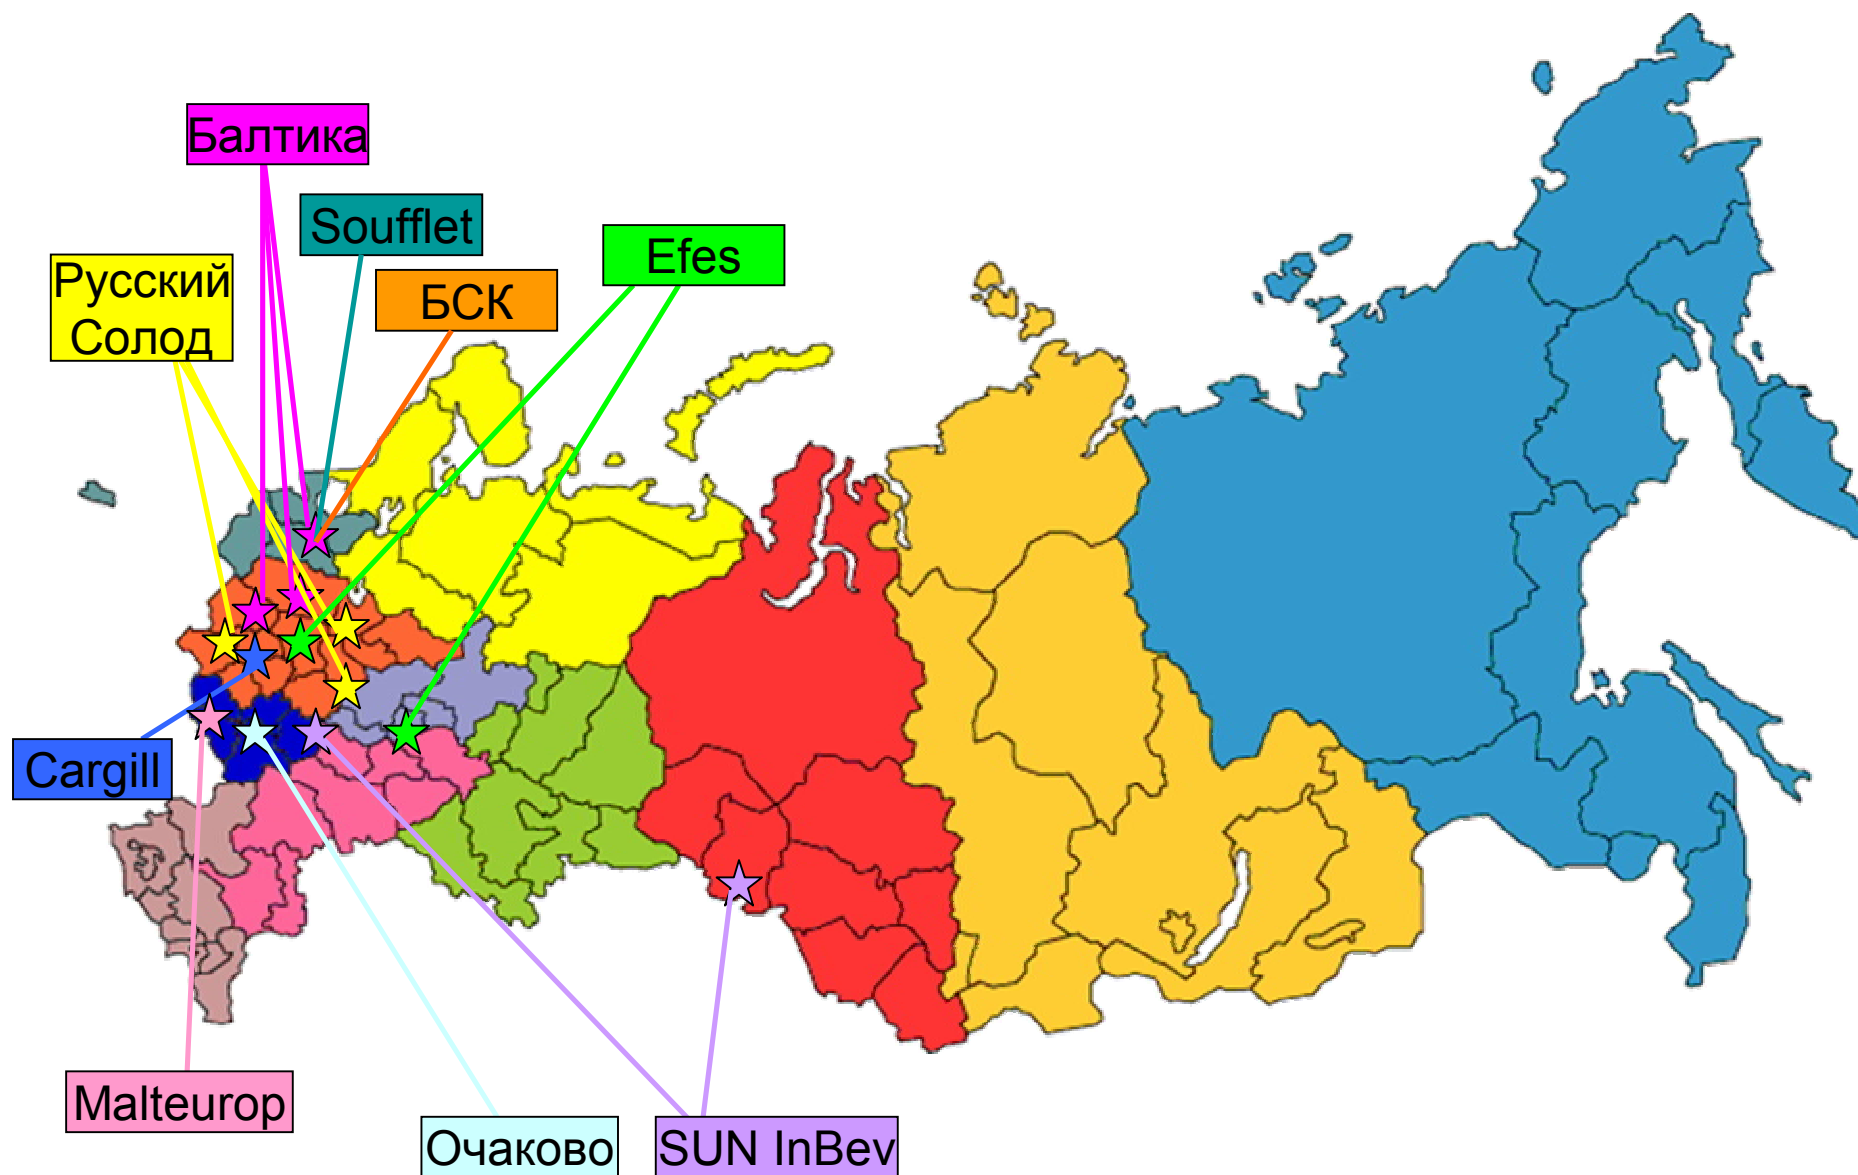 Балтика
Soufflet
Efes
Русский
Солод
БСК
Cargill
Malteurop
Очаково
SUN InBev